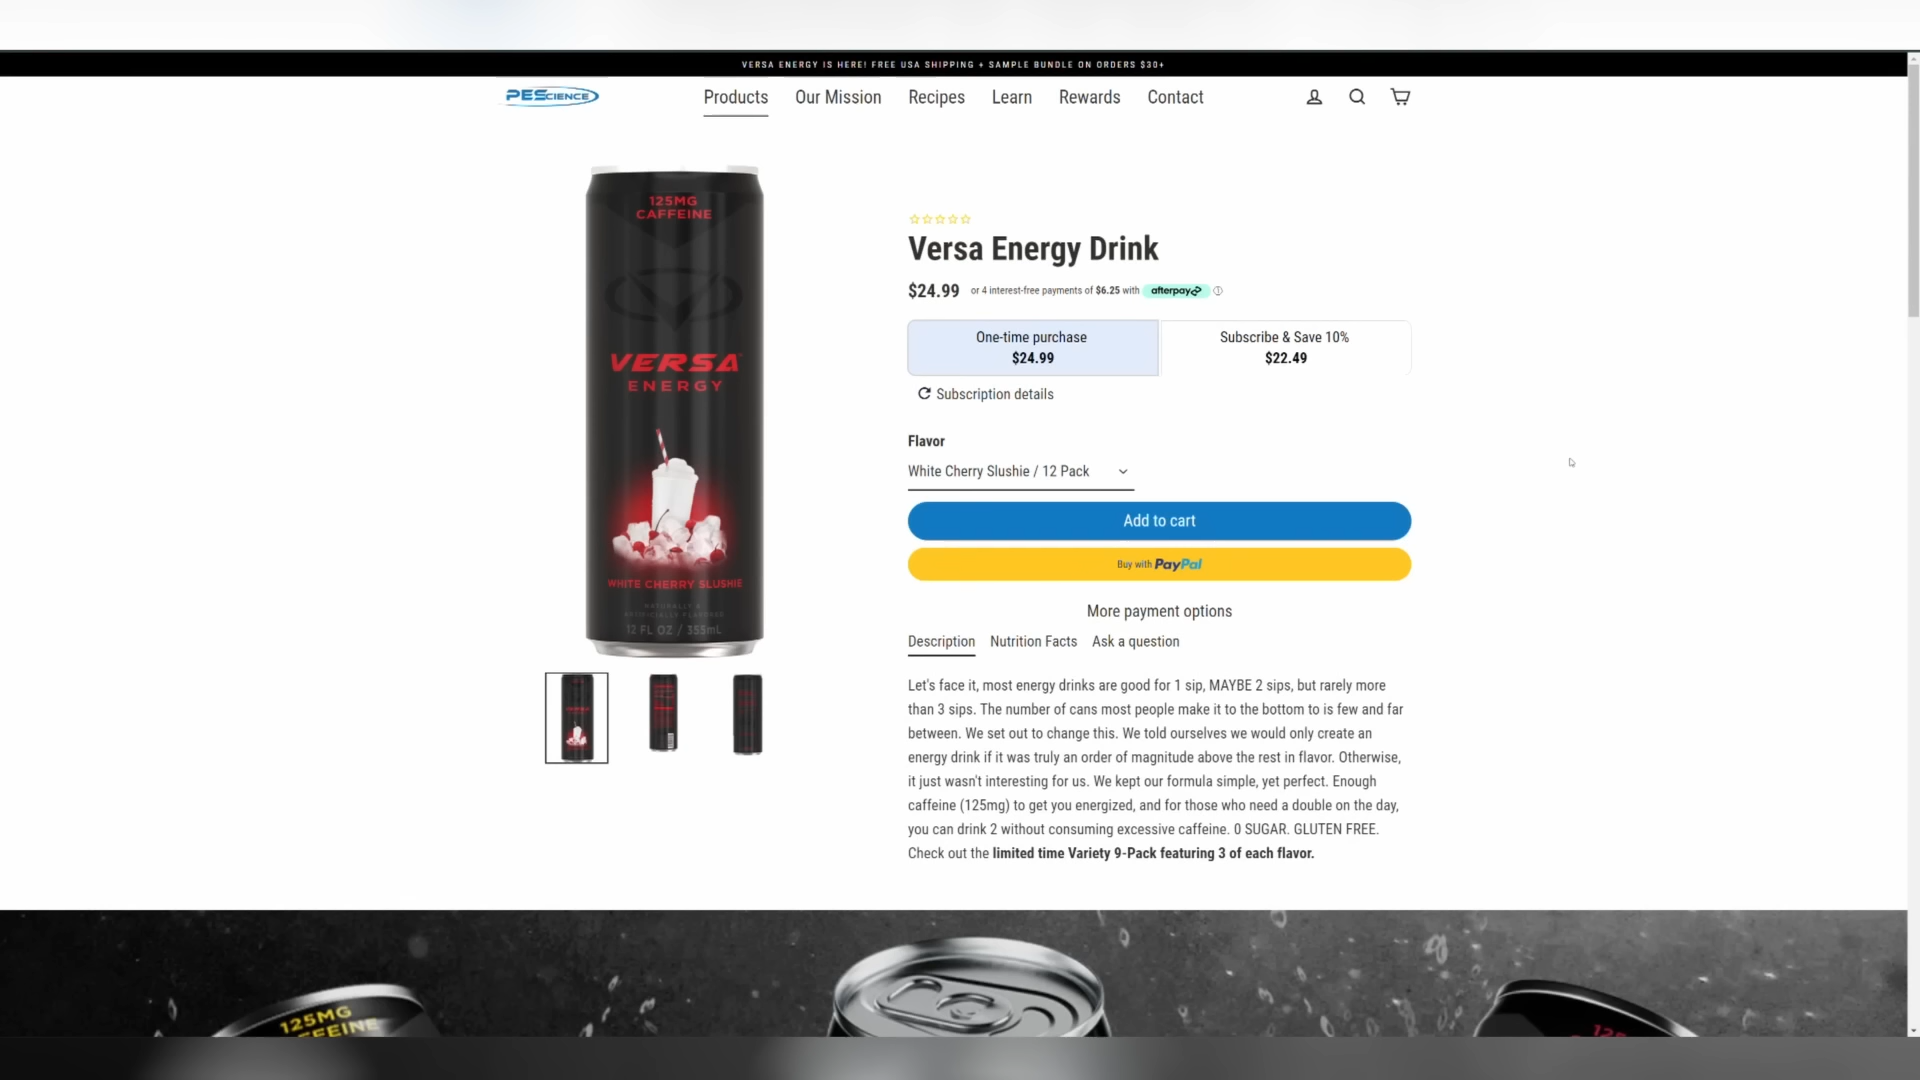 VERSA ENERGY IS HERE! FREE USA SHIPPING + SAMPLE BUNDLE ON ORDERS $30+
PESCIENCE
Products
Our Mission
Recipes
Learn
Rewards
Contact
125MG
CAFFEINE
VERSA
ENERGY
WHITE CHERRY SLUSHIE
NATURALLY &
ARTIFICIALLY FLAVORED
12 FL OZ / 355mL
Versa Energy Drink
$24.99 or 4 interest-free payments of $6.25 with afterpay
One-time purchase
$24.99
Subscribe & Save 10%
$22.49
Subscription details
Flavor
White Cherry Slushie / 12 Pack
Add to cart
Buy with PayPal
More payment options
Description
Nutrition Facts
Ask a question
Let's face it, most energy drinks are good for 1 sip, MAYBE 2 sips, but rarely more
than 3 sips. The number of cans most people make it to the bottom to is few and far
between. We set out to change this. We told ourselves we would only create an
energy drink if it was truly an order of magnitude above the rest in flavor. Otherwise,
it just wasn't interesting for us. We kept our formula simple, yet perfect. Enough
caffeine (125mg) to get you energized, and for those who need a double on the day,
you can drink 2 without consuming excessive caffeine. 0 SUGAR. GLUTEN FREE.
Check out the limited time Variety 9-Pack featuring 3 of each flavor.
125MG
FFEINE
125